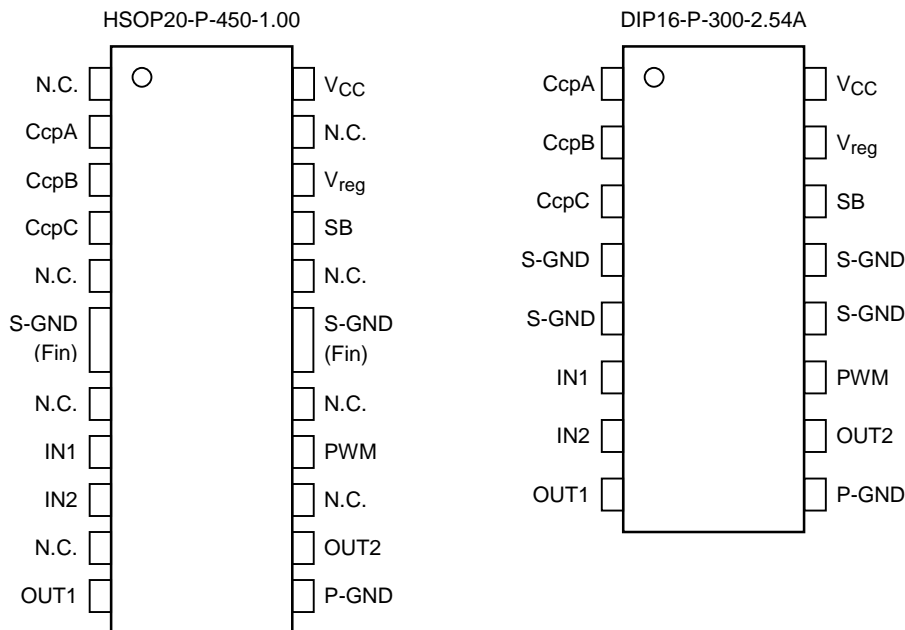 HSOP20-P-450-1.00
N.C.
CcpA
CcpB
CcpC
N.C.
S-GND
(Fin)
N.C.
IN1
IN2
N.C.
OUT1
VCC
N.C.
Vreg
SB
N.C.
S-GND
(Fin)
N.C.
PWM
N.C.
OUT2
P-GND
DIP16-P-300-2.54A
CcpA
CcpB
CcpC
S-GND
S-GND
IN1
IN2
OUT1
VCC
Vreg
SB
S-GND
S-GND
PWM
OUT2
P-GND